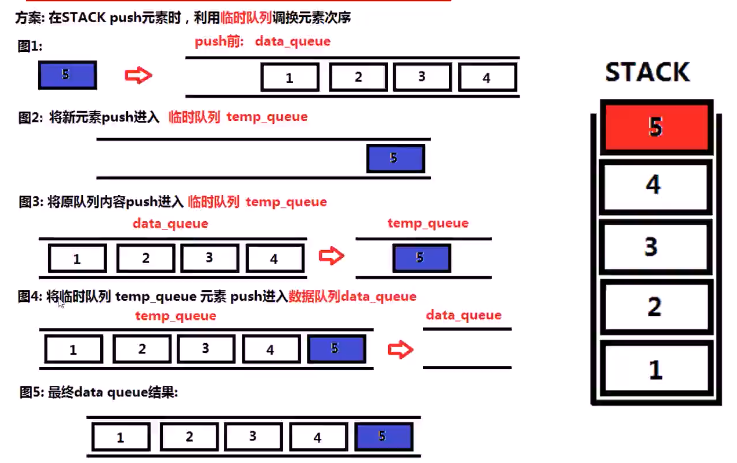 方案: 在STACK push元素时，利用临时队列调换元素次序
图1:
push前: data_queue
5
1 2 3 4
图2: 将新元素push进入 临时队列 temp_queue
5
图3: 将原队列内容push进入 临时队列 temp_queue
data_queue temp_queue
1 2 3 4 5
图4: 将临时队列 temp_queue 元素 push进入数据队列data_queue
temp_queue data_queue
1 2 3 4 5
图5: 最终data queue结果:
1 2 3 4 5
STACK
5
4
3
2
1